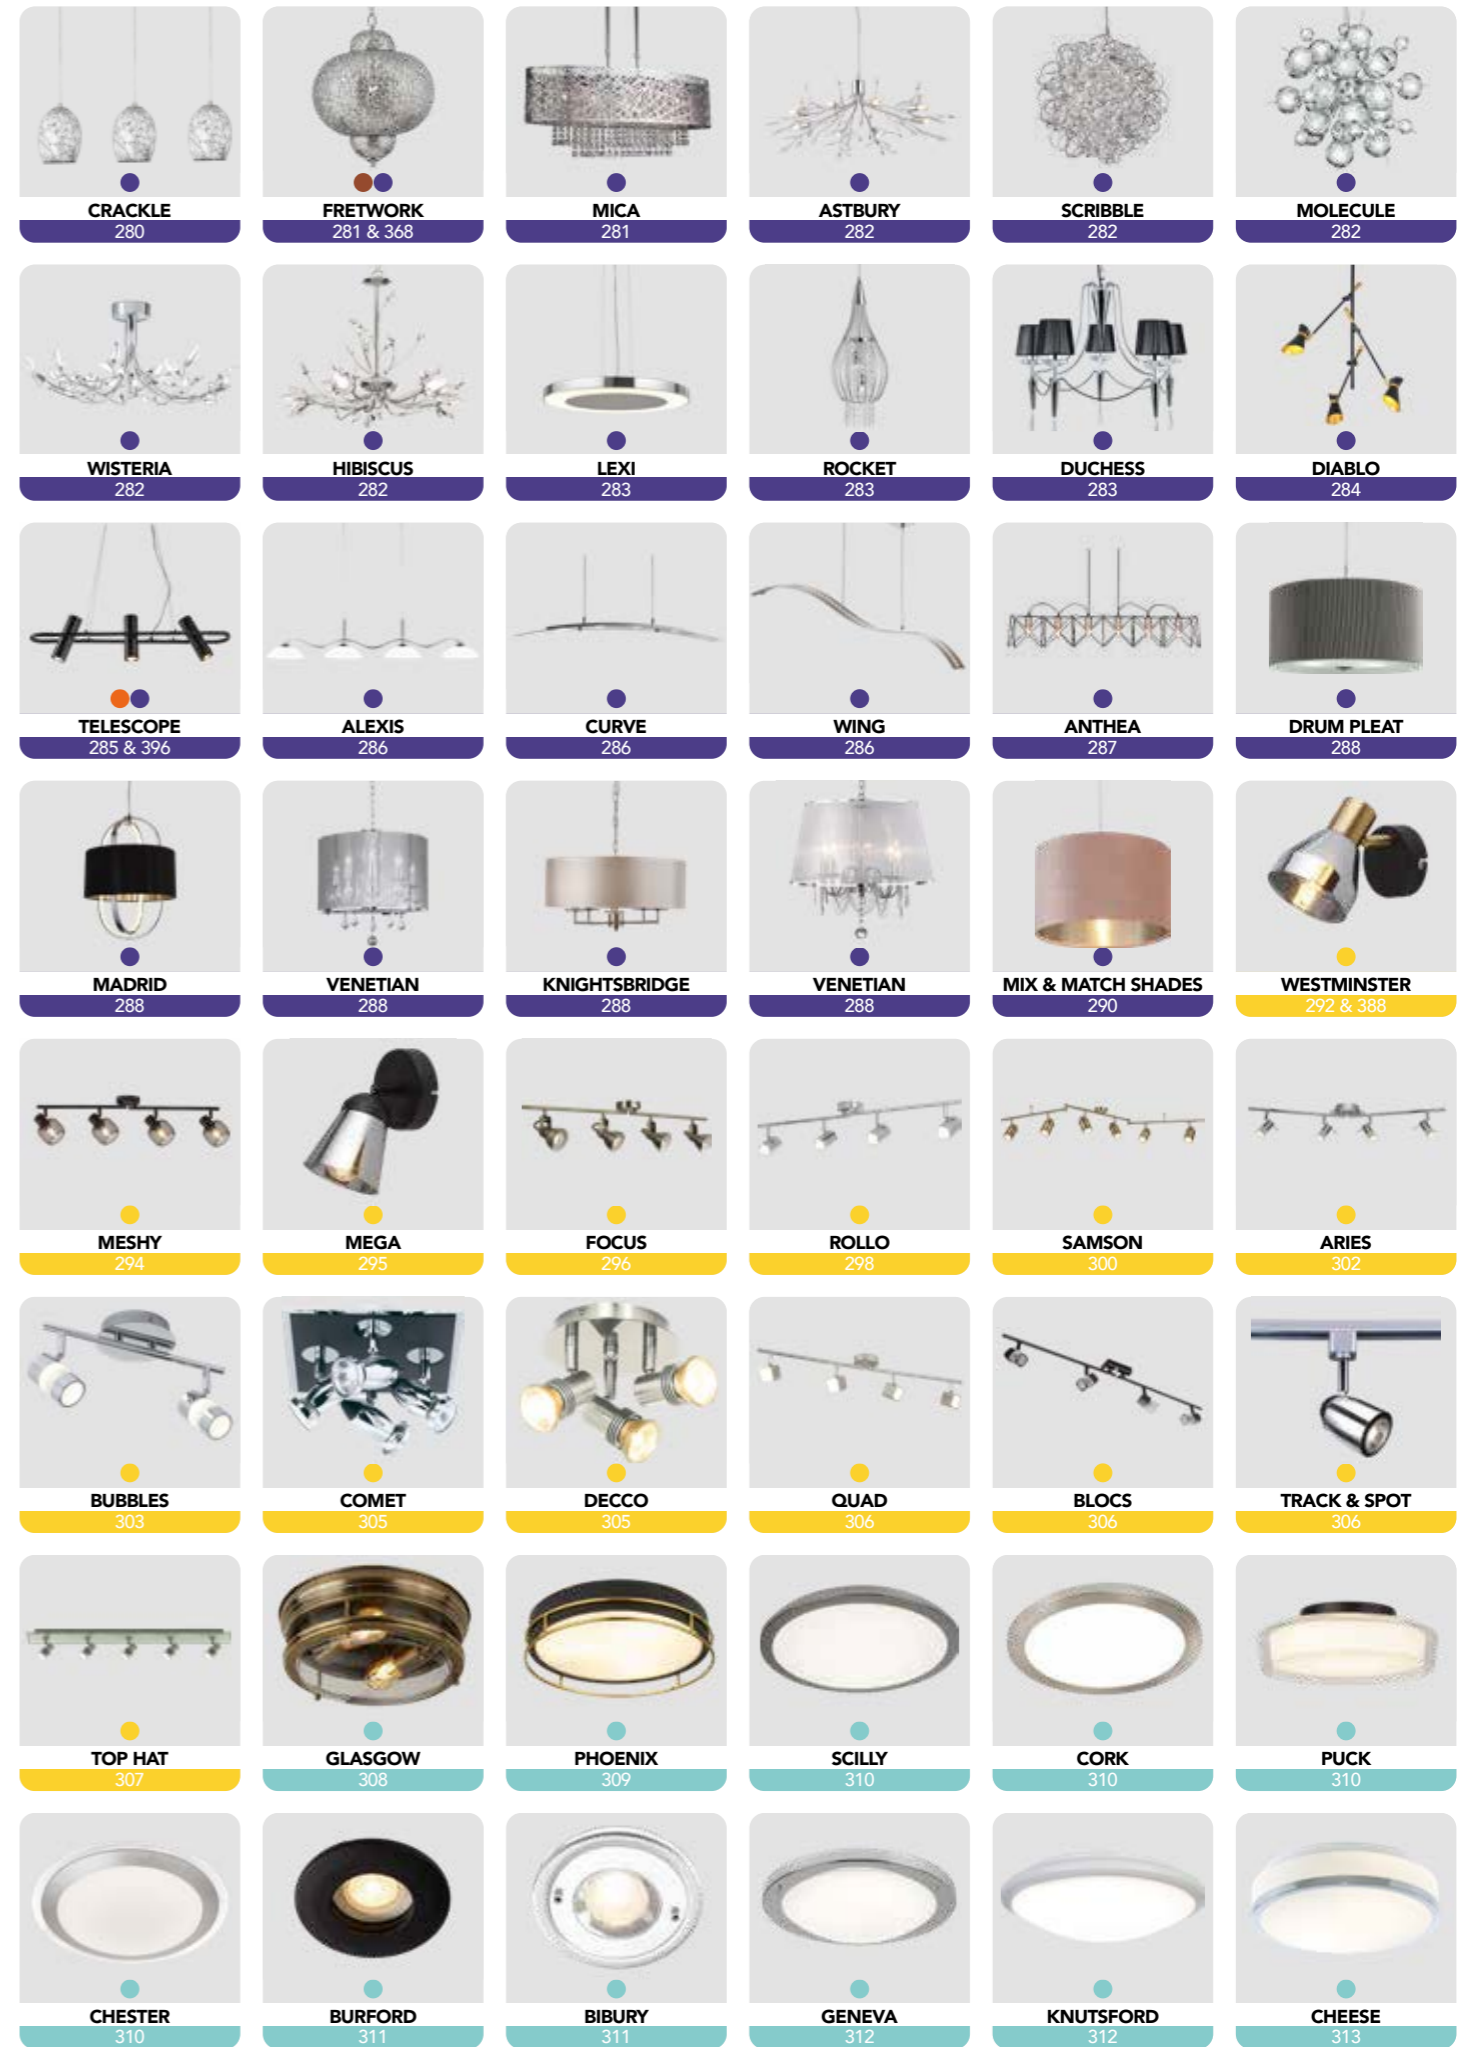 CRACKLE
280
FRETWORK
281 & 368
MICA
281
ASTBURY
282
SCRIBBLE
282
MOLECULE
282
WISTERIA
282
HIBISCUS
282
LEXI
283
ROCKET
283
DUCHESS
283
DIABLO
284
TELESCOPE
285 & 396
ALEXIS
286
CURVE
286
WING
286
ANTHEA
287
DRUM PLEAT
288
MADRID
288
VENETIAN
288
KNIGHTSBRIDGE
288
VENETIAN
288
MIX & MATCH SHADES
290
WESTMINSTER
292 & 388
MESHY
294
MEGA
295
FOCUS
296
ROLLO
298
SAMSON
300
ARIES
302
BUBBLES
303
COMET
305
DECCO
305
QUAD
306
BLOCS
306
TRACK & SPOT
306
TOP HAT
307
GLASGOW
308
PHOENIX
309
SCILLY
310
CORK
310
PUCK
310
CHESTER
310
BURFORD
311
BIBURY
311
GENEVA
312
KNUTSFORD
312
CHEESE
313